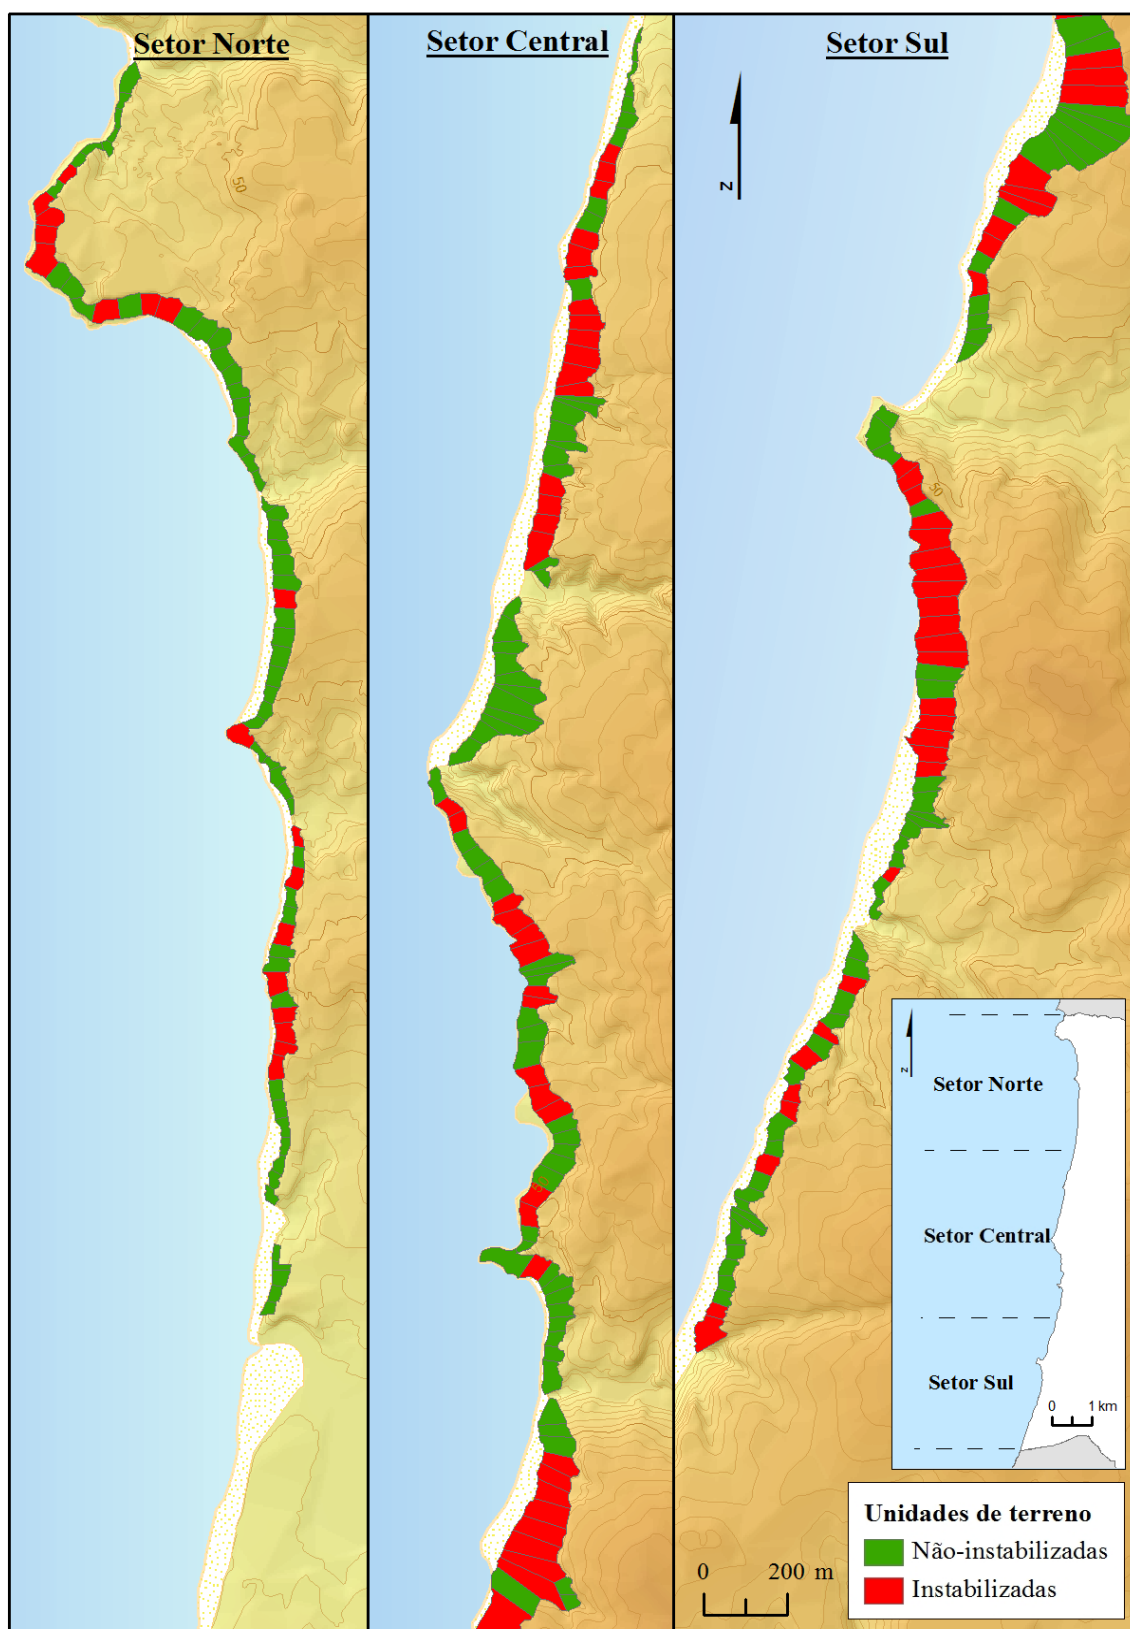 Setor Norte
Setor Central
Setor Sul
N
50
50
50
N
Setor Norte
Setor Central
Setor Sul
0 1 km
Unidades de terreno
Não-instabilizadas
Instabilizadas
0 200 m